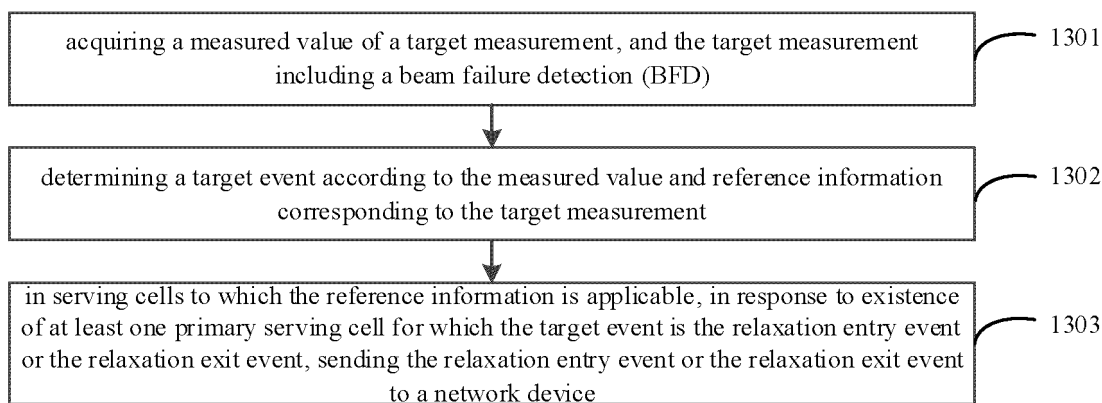 acquiring a measured value of a target measurement, and the target measurement
including a beam failure detection (BFD)
1301
determining a target event according to the measured value and reference information
corresponding to the target measurement
1302
in serving cells to which the reference information is applicable, in response to existence
of at least one primary serving cell for which the target event is the relaxation entry event
or the relaxation exit event, sending the relaxation entry event or the relaxation exit event
to a network device
1303